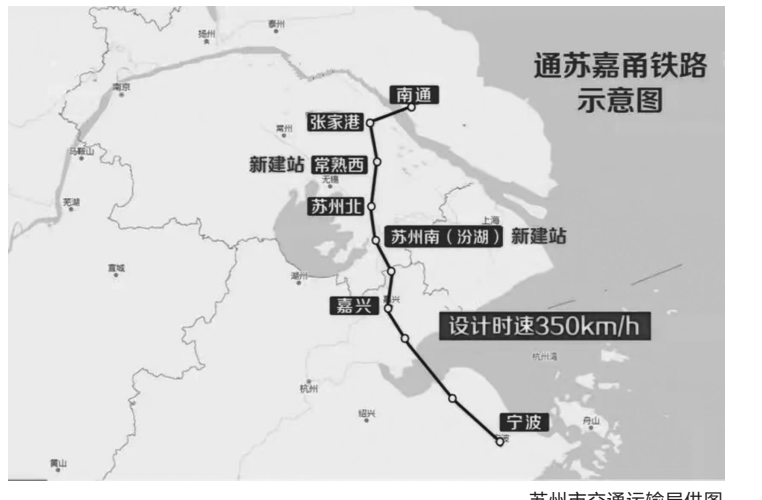 通苏嘉甬铁路
示意图
泰州
扬州
南京
南通
张家港
常州
马鞍山
新建站 常熟西
无锡
芜湖
苏州北
上海
苏州南(汾湖) 新建站
宣城
湖州
嘉兴
设计时速350km/h
杭州湾
杭州
绍兴
宁波
舟山
黄山
苏州市交通运输局供图